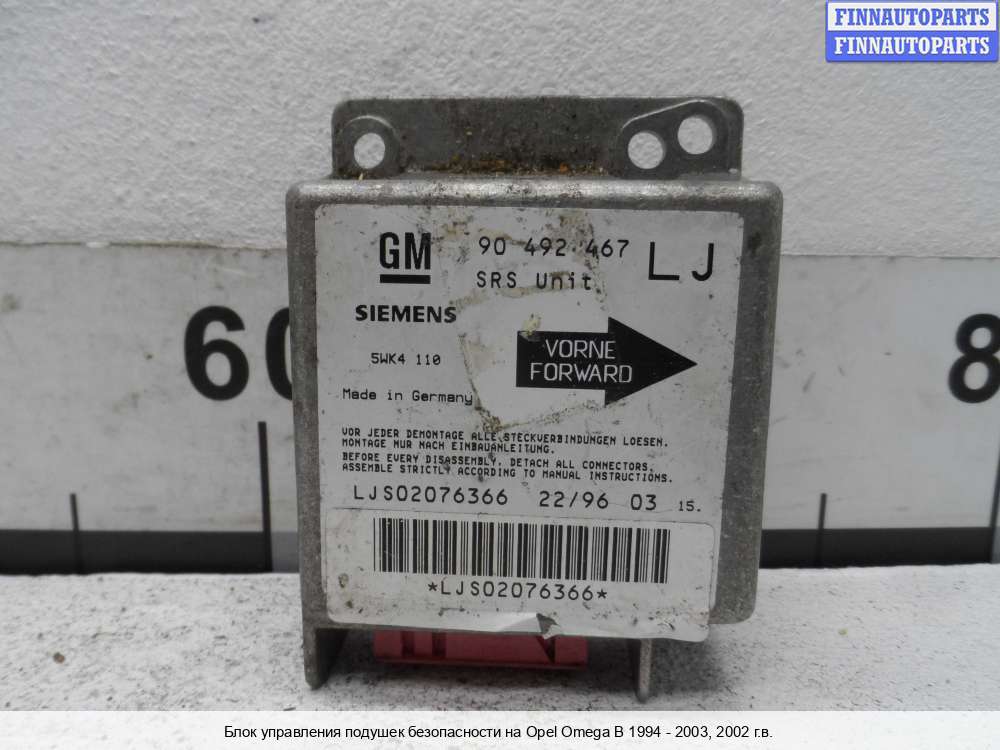 FINNAUTOPARTS
FINNAUTOPARTS
GM 90 492 467 LJ
SRS Unit
SIEMENS
5WK4 110
VORNE
FORWARD
Made in Germany
VOR JEDER DEMONTAGE ALLE STECKVERBINDUNGEN LOESEN.
MONTAGE NUR NACH EINBAUANLEITUNG.
BEFORE EVERY DISASSEMBLY, DETACH ALL CONNECTORS.
ASSEMBLE STRICTLY ACCORDING TO MANUAL INSTRUCTIONS.
LJS02076366 22/96 03 15.
*LJS02076366*
60
8
Блок управления подушек безопасности на Opel Omega B 1994 - 2003, 2002 г.в.